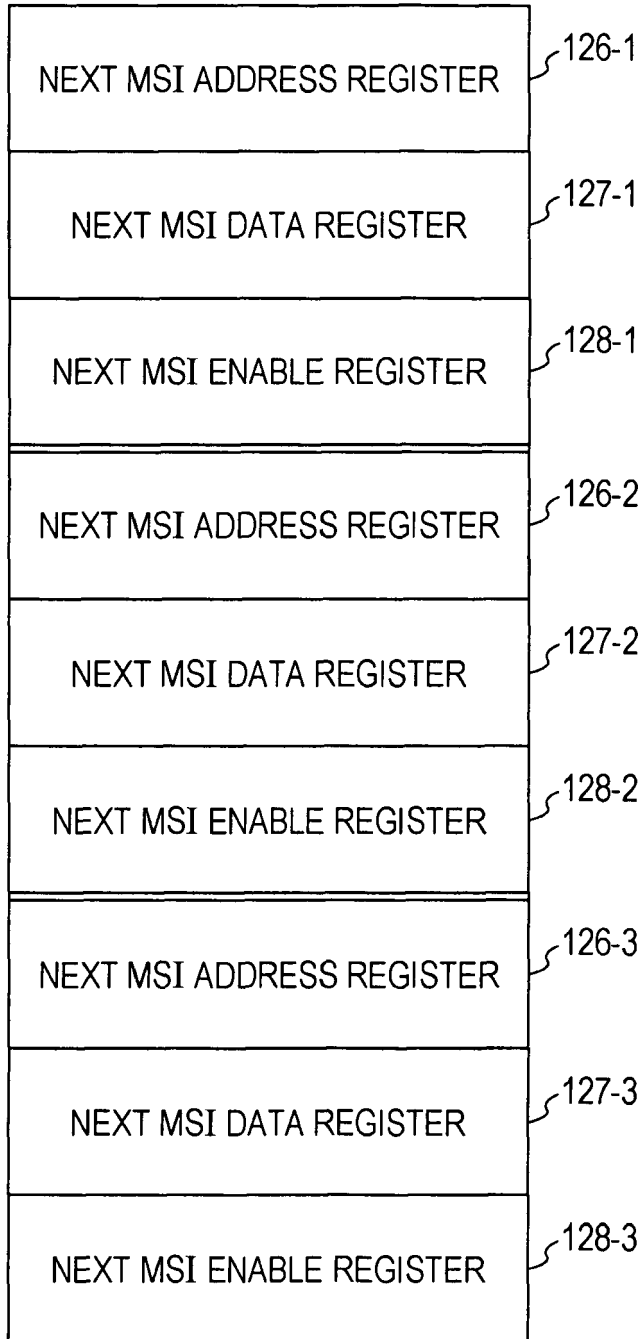 NEXT MSI ADDRESS REGISTER 126-1
NEXT MSI DATA REGISTER 127-1
NEXT MSI ENABLE REGISTER 128-1
NEXT MSI ADDRESS REGISTER 126-2
NEXT MSI DATA REGISTER 127-2
NEXT MSI ENABLE REGISTER 128-2
NEXT MSI ADDRESS REGISTER 126-3
NEXT MSI DATA REGISTER 127-3
NEXT MSI ENABLE REGISTER 128-3